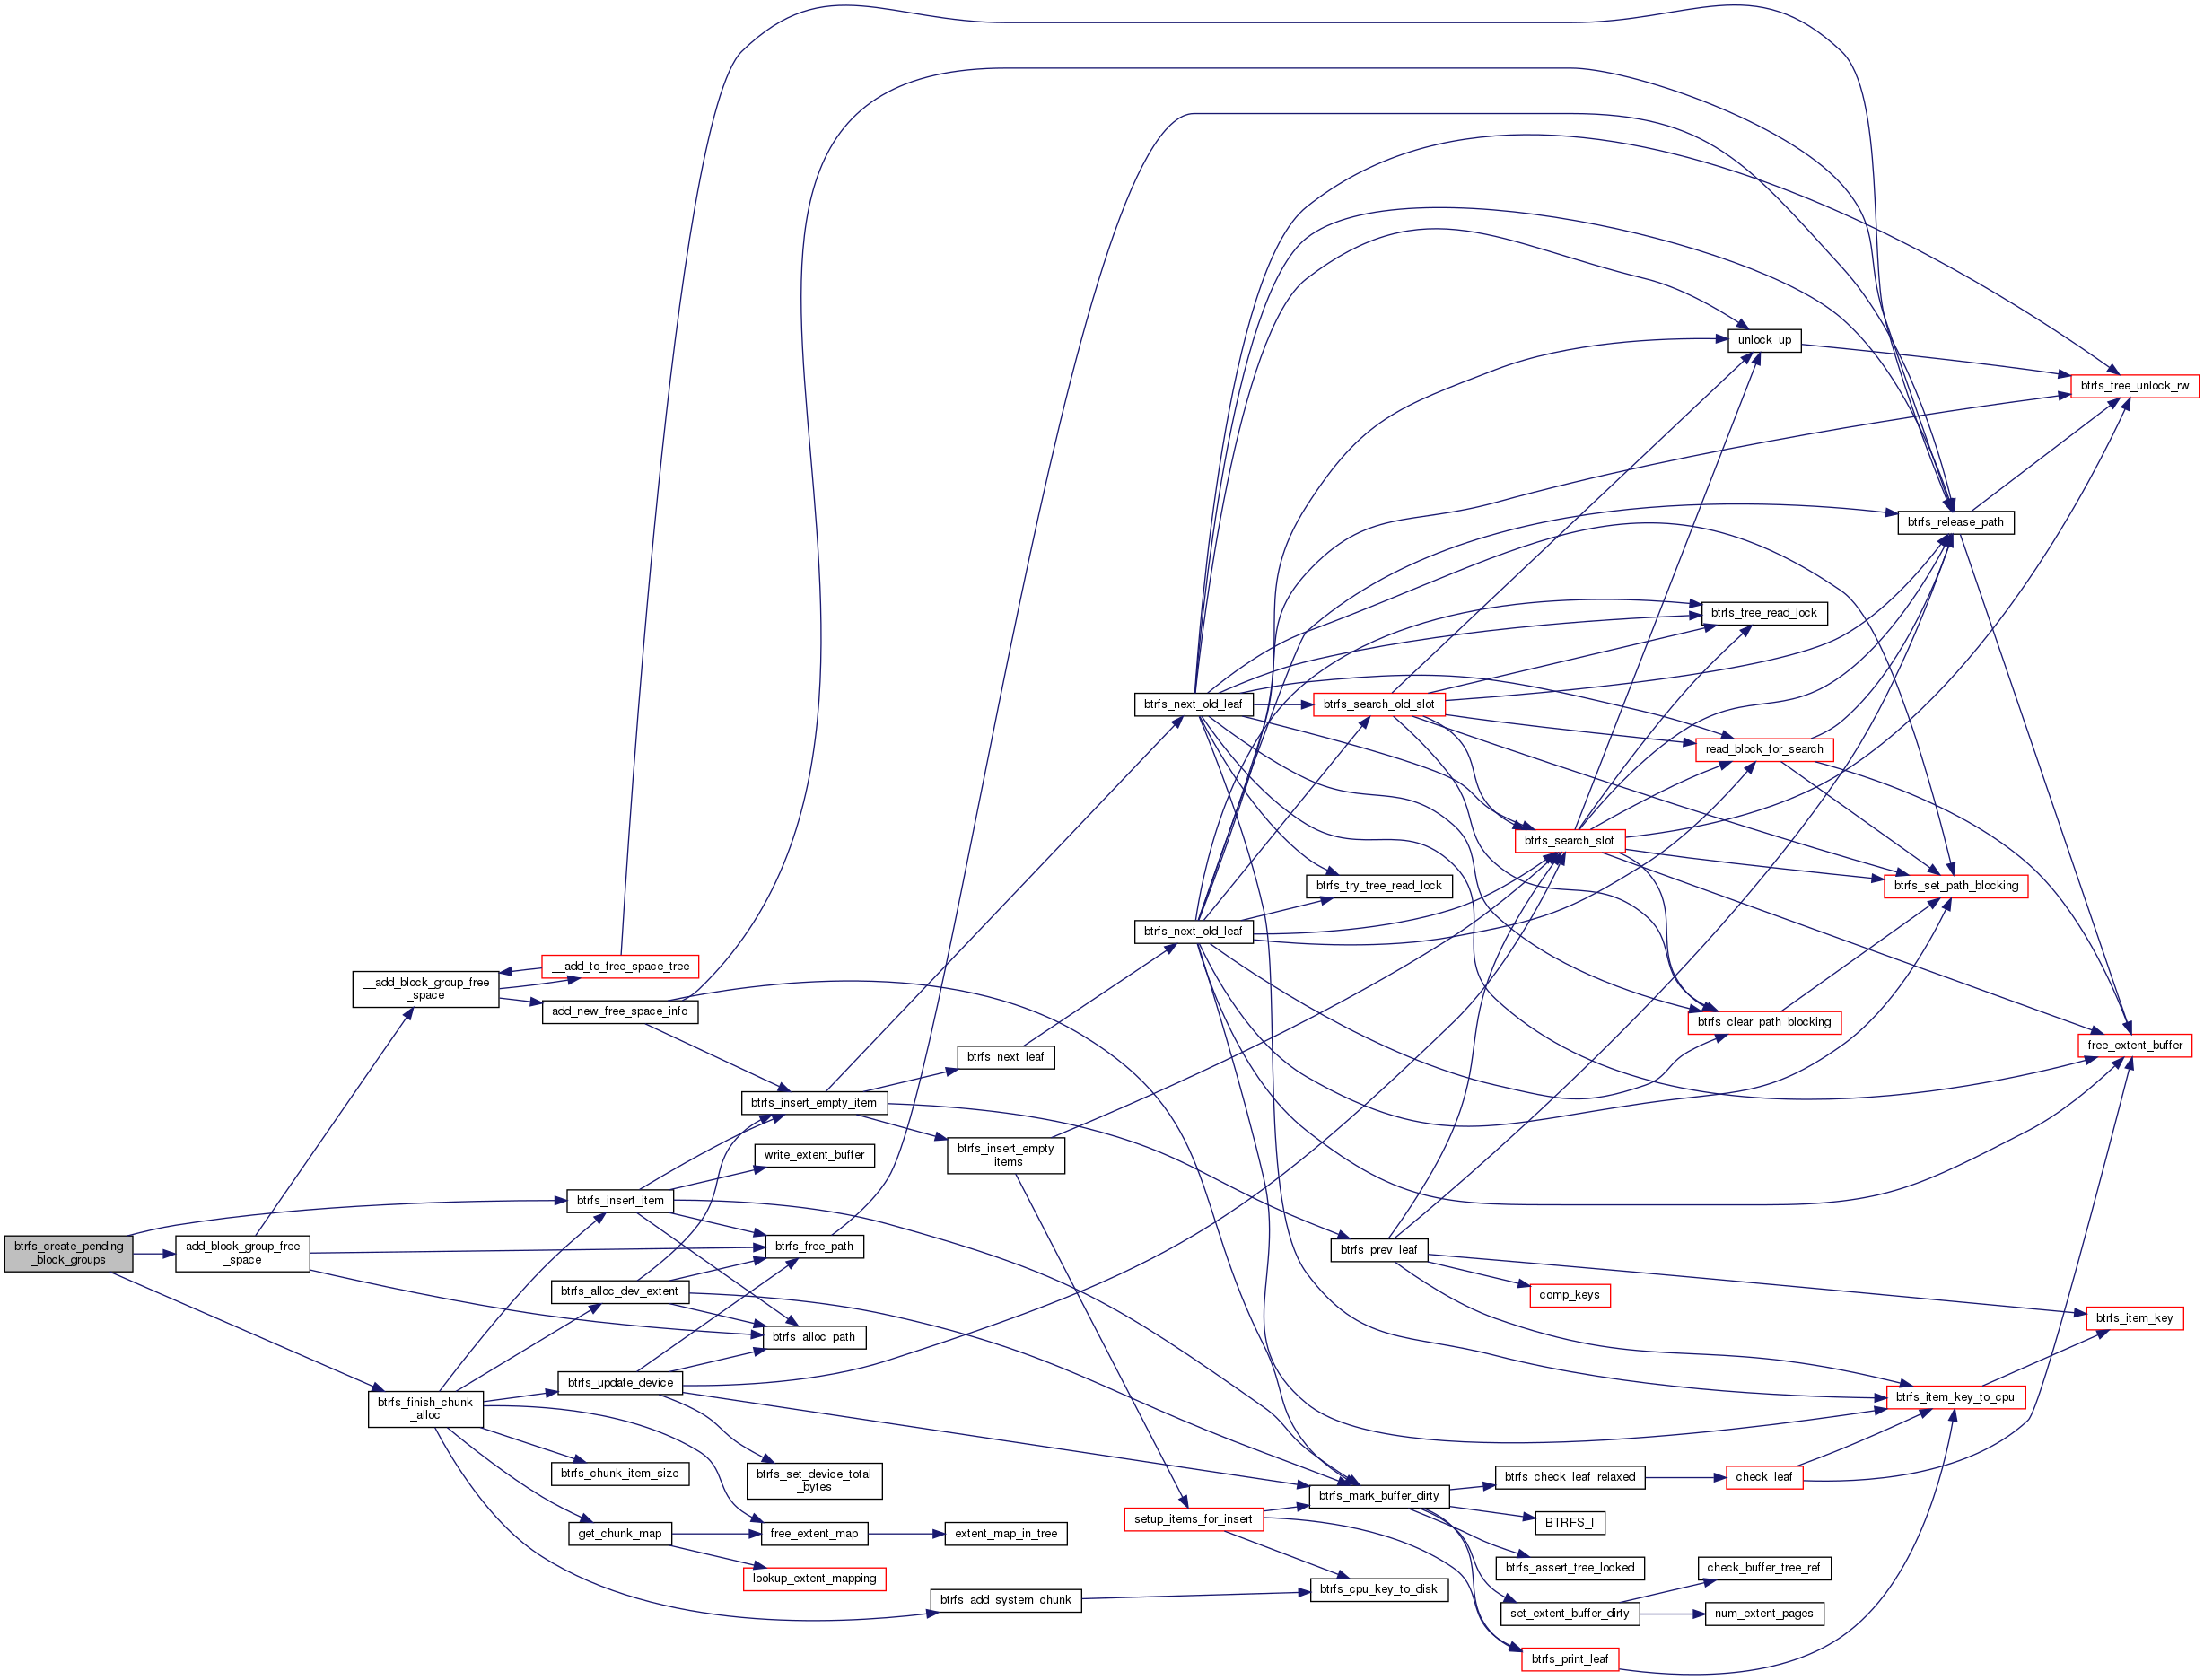 unlock_up
btrfs_tree_unlock_rw
btrfs_release_path
btrfs_tree_read_lock
btrfs_next_old_leaf
btrfs_search_old_slot
read_block_for_search
btrfs_search_slot
btrfs_try_tree_read_lock
btrfs_set_path_blocking
btrfs_next_old_leaf
__add_to_free_space_tree
__add_block_group_free
_space
add_new_free_space_info
btrfs_clear_path_blocking
free_extent_buffer
btrfs_next_leaf
btrfs_insert_empty_item
write_extent_buffer
btrfs_insert_empty
_items
btrfs_insert_item
btrfs_create_pending
_block_groups
add_block_group_free
_space
btrfs_free_path
btrfs_prev_leaf
btrfs_alloc_dev_extent
comp_keys
btrfs_item_key
btrfs_alloc_path
btrfs_update_device
btrfs_finish_chunk
_alloc
btrfs_item_key_to_cpu
btrfs_chunk_item_size
btrfs_set_device_total
_bytes
btrfs_mark_buffer_dirty
btrfs_check_leaf_relaxed
check_leaf
setup_items_for_insert
BTRFS_I
get_chunk_map
free_extent_map
extent_map_in_tree
btrfs_assert_tree_locked
check_buffer_tree_ref
lookup_extent_mapping
btrfs_add_system_chunk
btrfs_cpu_key_to_disk
set_extent_buffer_dirty
num_extent_pages
btrfs_print_leaf